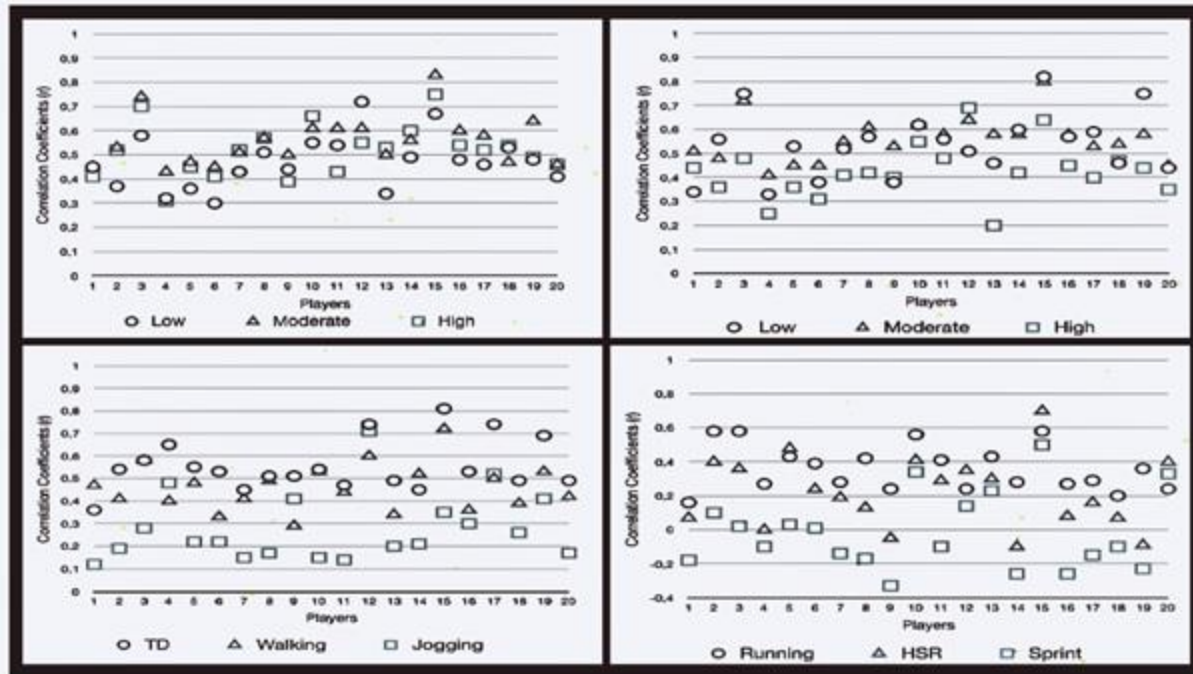 Correlation Coefficients (r)
1
0.9
0.8
0.7
0.6
0.5
0.4
0.3
0.2
0.1
0
1 2 3 4 5 6 7 8 9 10 11 12 13 14 15 16 17 18 19 20
Players
Low Moderate High
Correlation Coefficients (r)
1
0.9
0.8
0.7
0.6
0.5
0.4
0.3
0.2
0.1
0
1 2 3 4 5 6 7 8 9 10 11 12 13 14 15 16 17 18 19 20
Players
Low Moderate High
Correlation Coefficients (r)
1
0.9
0.8
0.7
0.6
0.5
0.4
0.3
0.2
0.1
0
1 2 3 4 5 6 7 8 9 10 11 12 13 14 15 16 17 18 19 20
Players
TD Walking Jogging
Correlation Coefficients (r)
1
0,8
0,6
0,4
0,2
0
-0,2
-0,4
1 2 3 4 5 6 7 8 9 10 11 12 13 14 15 16 17 18 19 20
Players
Running HSR Sprint